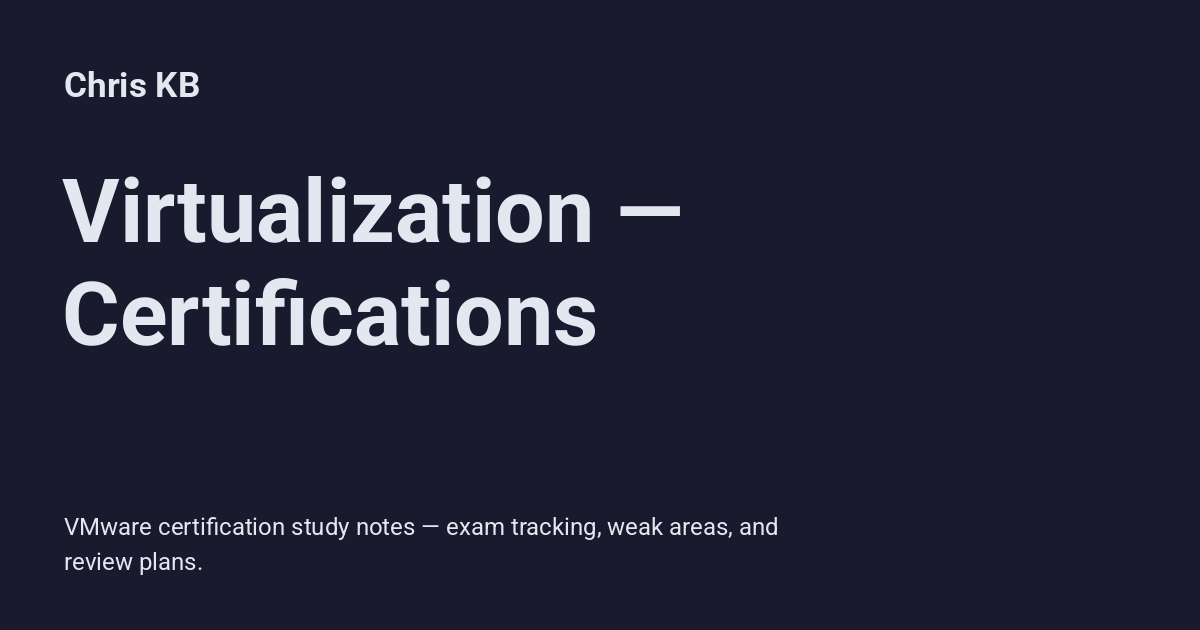 Chris KB
Virtualization —
Certifications
VMware certification study notes — exam tracking, weak areas, and
review plans.